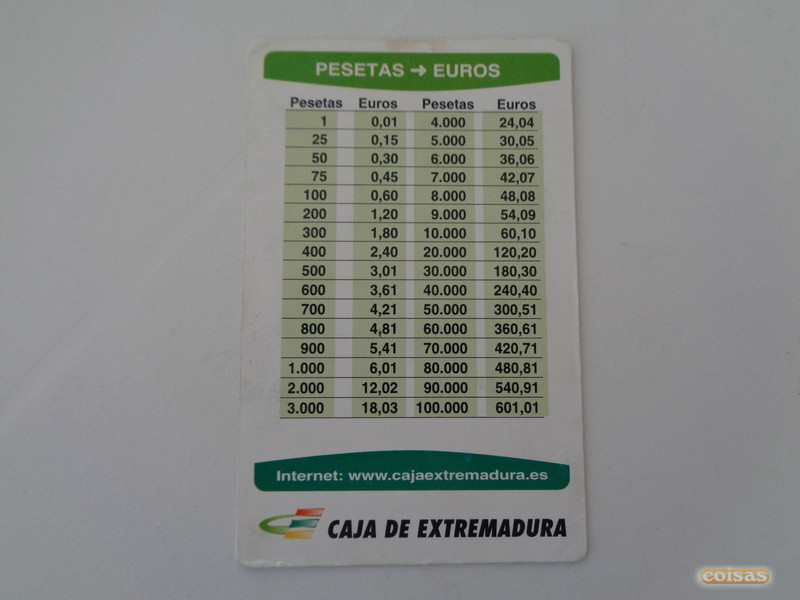 PESETAS ➜ EUROS
Pesetas Euros Pesetas Euros
1 0,01 4.000 24,04
25 0,15 5.000 30,05
50 0,30 6.000 36,06
75 0,45 7.000 42,07
100 0,60 8.000 48,08
200 1,20 9.000 54,09
300 1,80 10.000 60,10
400 2,40 20.000 120,20
500 3,01 30.000 180,30
600 3,61 40.000 240,40
700 4,21 50.000 300,51
800 4,81 60.000 360,61
900 5,41 70.000 420,71
1.000 6,01 80.000 480,81
2.000 12,02 90.000 540,91
3.000 18,03 100.000 601,01
Internet: www.cajaextremadura.es
CAJA DE EXTREMADURA
coisas